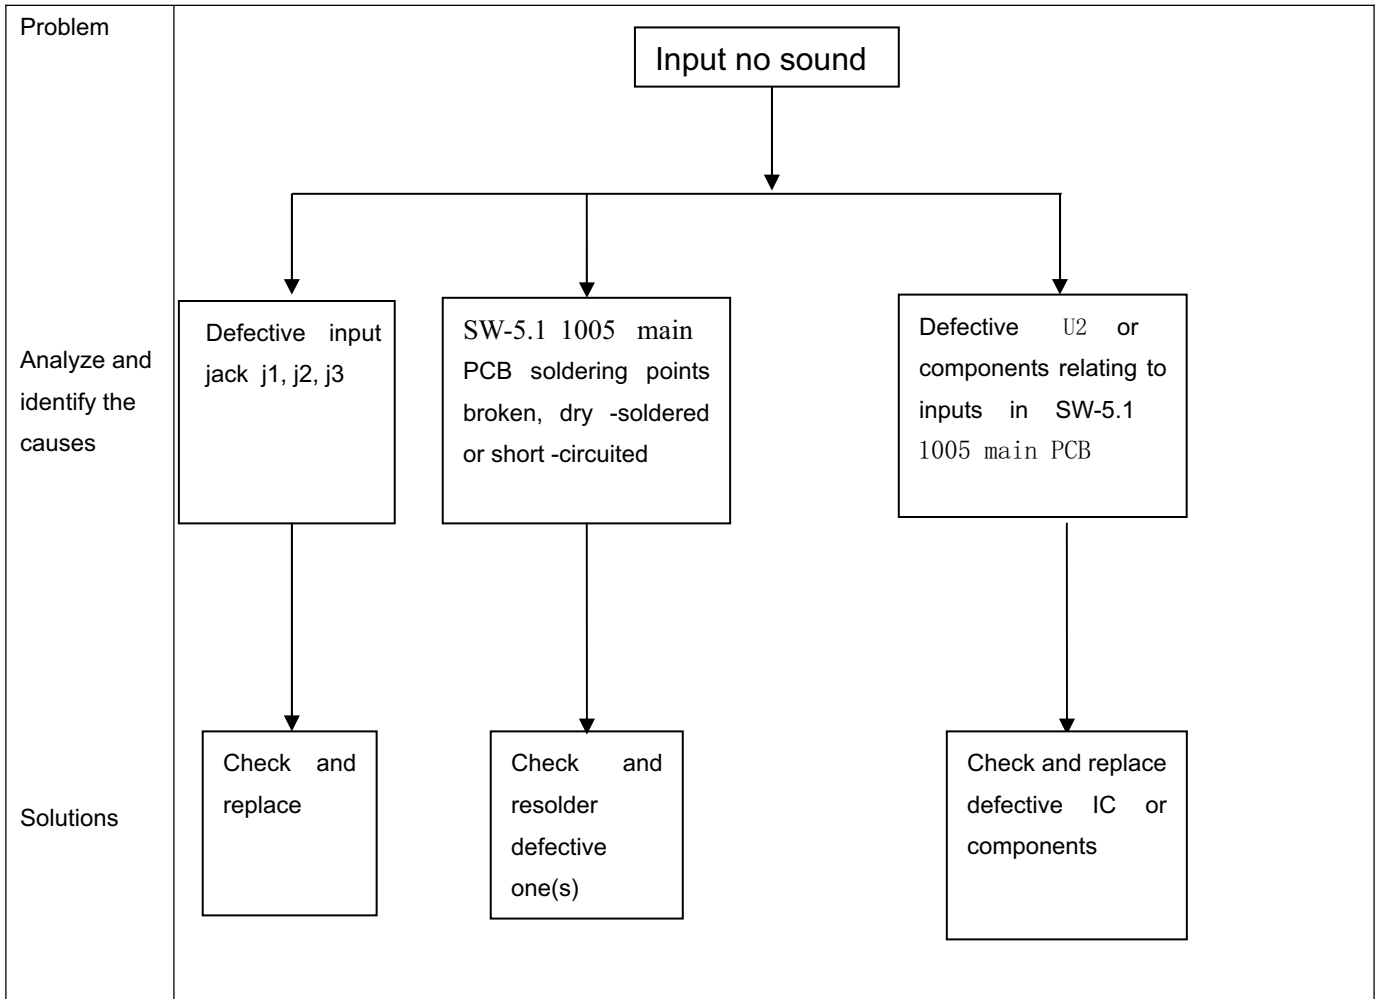 Problem
Input no sound
Analyze and
identify the
causes
Defective input
jack j1, j2, j3
SW-5.1 1005 main
PCB soldering points
broken, dry -soldered
or short -circuited
Defective U2 or
components relating to
inputs in SW-5.1
1005 main PCB
Solutions
Check and
replace
Check and
resolder
defective
one(s)
Check and replace
defective IC or
components